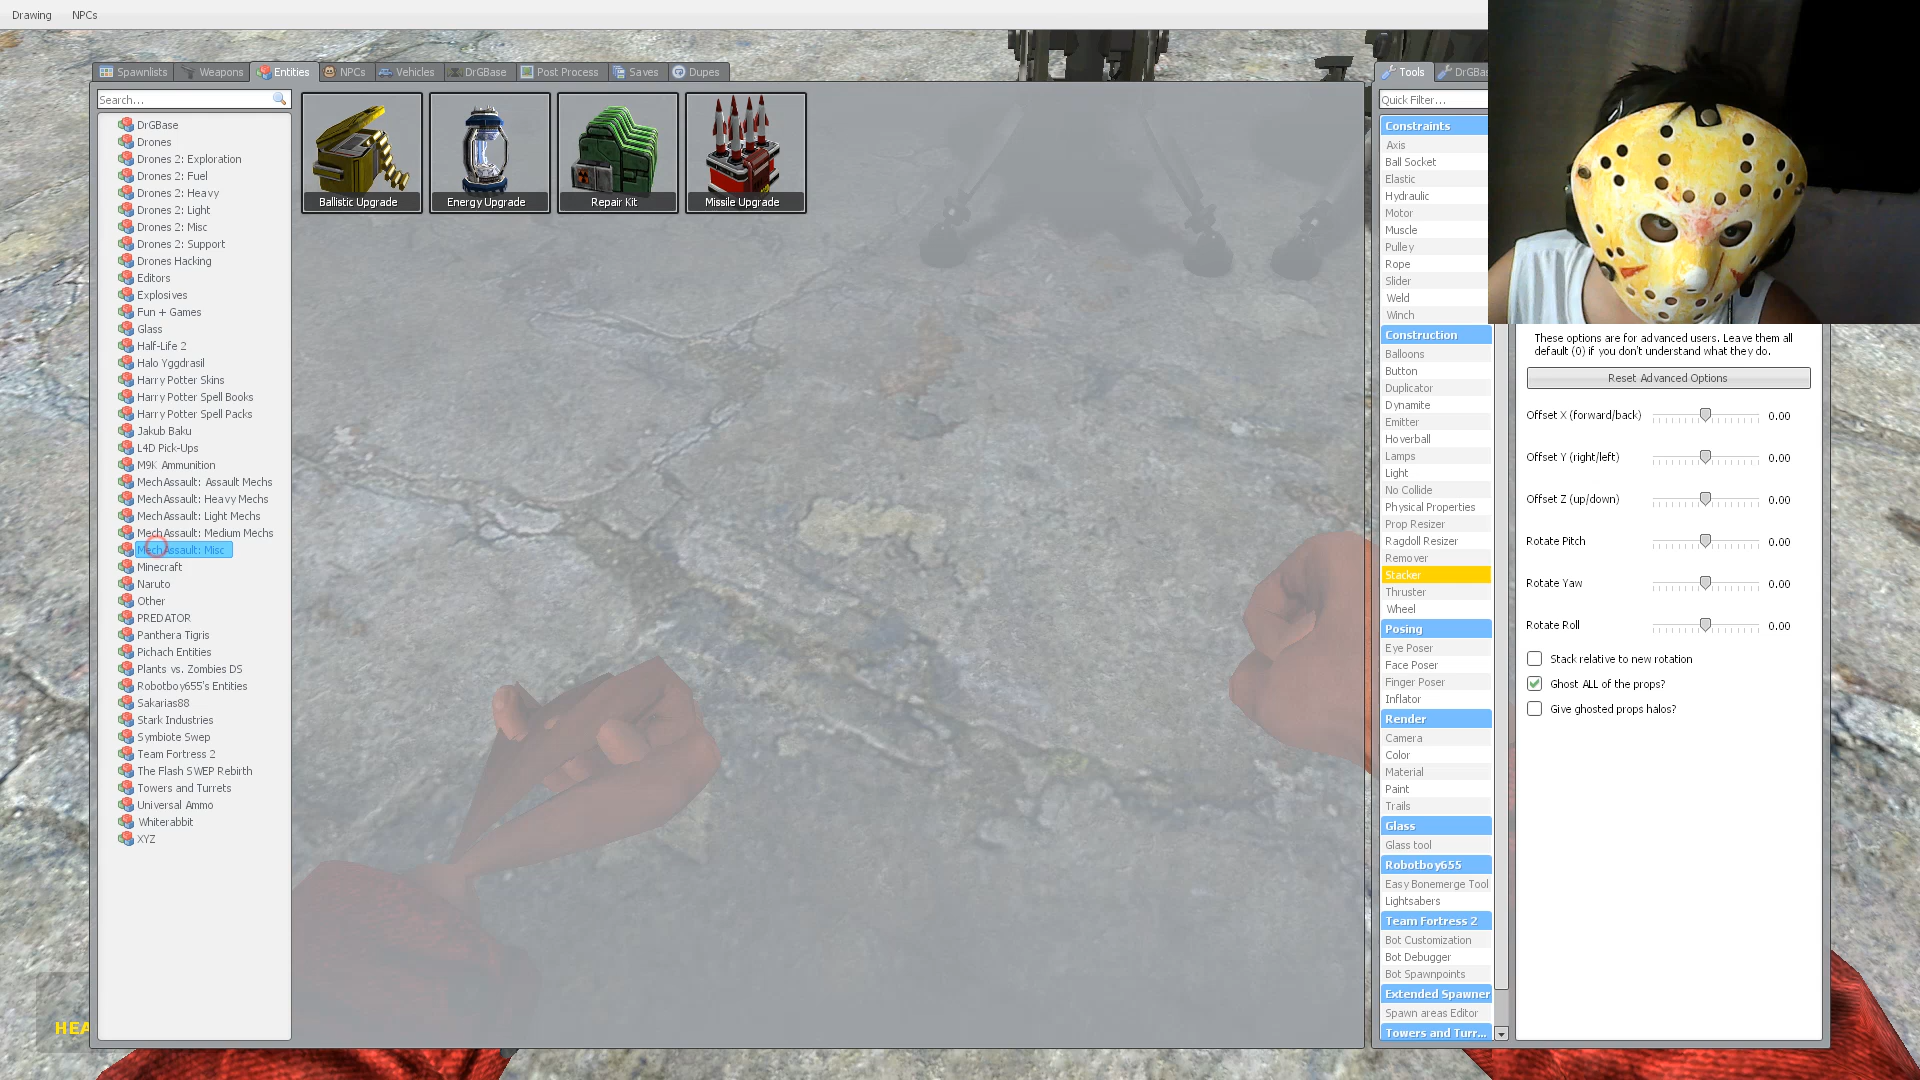 Drawing NPCs
Spawnlists Weapons Entities NPCs Vehicles DrGBase Post Process Saves Dupes
Search...
DrGBase
Drones
Drones 2: Exploration
Drones 2: Fuel
Drones 2: Heavy
Drones 2: Light
Drones 2: Misc
Drones 2: Support
Drones Hacking
Editors
Explosives
Fun + Games
Glass
Half-Life 2
Halo Yggdrasil
Harry Potter Skins
Harry Potter Spell Books
Harry Potter Spell Packs
Jakub Baku
L4D Pick-Ups
M9K Ammunition
MechAssault: Assault Mechs
MechAssault: Heavy Mechs
MechAssault: Light Mechs
MechAssault: Medium Mechs
MechAssault: Misc
Minecraft
Naruto
Other
PREDATOR
Panthera Tigris
Pichach Entities
Plants vs. Zombies DS
Robotboy655's Entities
Sakarias88
Stark Industries
Symbiote Swep
Team Fortress 2
The Flash SWEP Rebirth
Towers and Turrets
Universal Ammo
Whiterabbit
XYZ
Ballistic Upgrade
Energy Upgrade
Repair Kit
Missile Upgrade
Tools
Quick Filter...
Constraints
Axis
Ball Socket
Elastic
Hydraulic
Motor
Muscle
Pulley
Rope
Slider
Weld
Winch
Construction
Balloons
Button
Duplicator
Dynamite
Emitter
Hoverball
Lamps
Light
No Collide
Physical Properties
Prop Resizer
Ragdoll Resizer
Remover
Stacker
Thruster
Wheel
Posing
Eye Poser
Face Poser
Finger Poser
Inflator
Render
Camera
Color
Material
Paint
Trails
Glass
Glass tool
Robotboy655
Easy Bonemerge Tool
Lightsabers
Team Fortress 2
Bot Customization
Bot Debugger
Bot Spawnpoints
Extended Spawner
Spawn areas Editor
Towers and Turr...
These options are for advanced users. Leave them all
default (0) if you don't understand what they do.
Reset Advanced Options
Offset X (forward/back) 0.00
Offset Y (right/left) 0.00
Offset Z (up/down) 0.00
Rotate Pitch 0.00
Rotate Yaw 0.00
Rotate Roll 0.00
Stack relative to new rotation
Ghost ALL of the props?
Give ghosted props halos?